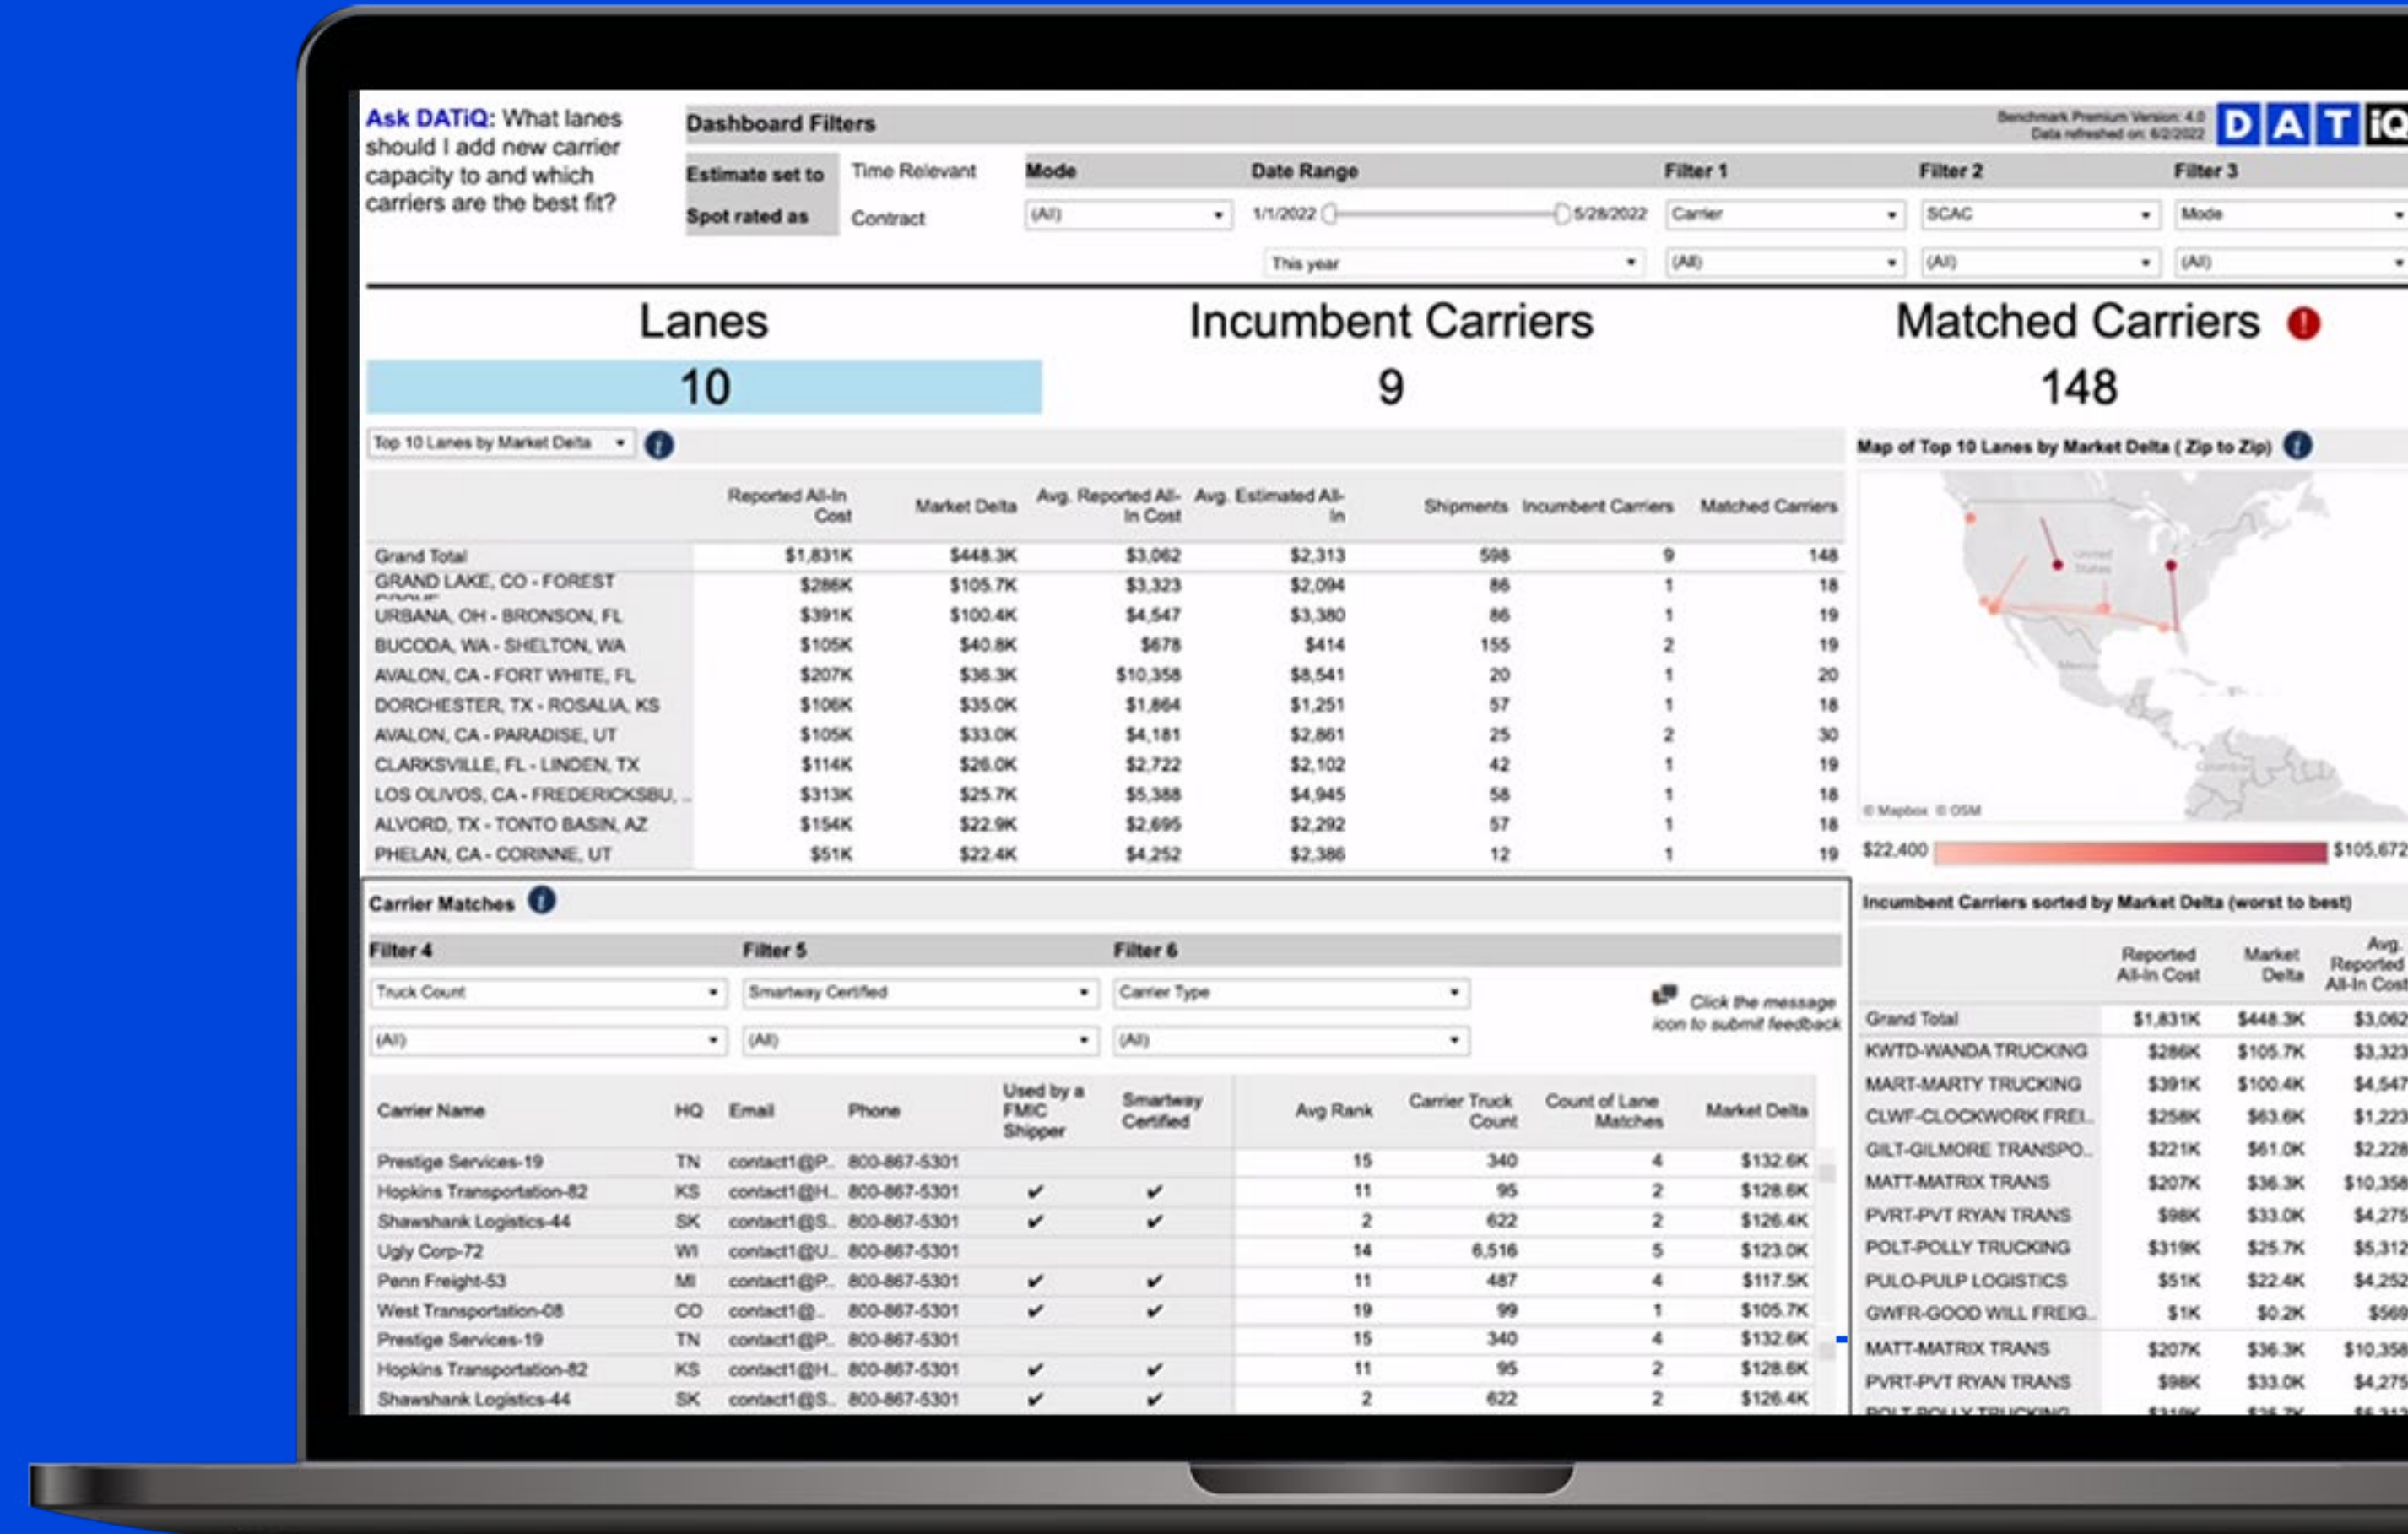 Ask DATiQ: What lanes
should I add new carrier
capacity to and which
carriers are the best fit?
Dashboard Filters
Benchmark Premium Version: 4.0
Data refreshed on: 6/2/2022
DAT iQ
Estimate set to Time Relevant
Spot rated as Contract
Mode Date Range Filter 1 Filter 2 Filter 3
(All) 1/1/2022 5/28/2022 Carrier SCAC Mode
This year (All) (All) (All)
Lanes Incumbent Carriers Matched Carriers !
10 9 148
Top 10 Lanes by Market Delta i
Reported All-In Cost Market Delta Avg. Reported All-In Cost Avg. Estimated All-In Shipments Incumbent Carriers Matched Carriers
Grand Total $1,831K $448.3K $3,062 $2,313 598 9 148
GRAND LAKE, CO - FOREST $286K $105.7K $3,323 $2,094 86 1 18
URBANA, OH - BRONSON, FL $391K $100.4K $4,547 $3,380 86 1 19
BUCODA, WA - SHELTON, WA $105K $40.8K $678 $414 155 2 19
AVALON, CA - FORT WHITE, FL $207K $36.3K $10,358 $8,541 20 1 20
DORCHESTER, TX - ROSALIA, KS $106K $35.0K $1,864 $1,251 57 1 18
AVALON, CA - PARADISE, UT $105K $33.0K $4,181 $2,861 25 2 30
CLARKSVILLE, FL - LINDEN, TX $114K $26.0K $2,722 $2,102 42 1 19
LOS OLIVOS, CA - FREDERICKSBU, .. $313K $25.7K $5,388 $4,945 58 1 18
ALVORD, TX - TONTO BASIN, AZ $154K $22.9K $2,695 $2,292 57 1 18
PHELAN, CA - CORINNE, UT $51K $22.4K $4,252 $2,386 12 1 19
Map of Top 10 Lanes by Market Delta ( Zip to Zip) i
United
States
Mexico
© Mapbox © OSM
$22,400 $105,672
Carrier Matches i
Filter 4 Filter 5 Filter 6
Truck Count Smartway Certified Carrier Type
(All) (All) (All)
Click the message
icon to submit feedback
Carrier Name HQ Email Phone Used by a FMIC Shipper Smartway Certified Avg Rank Carrier Truck Count Count of Lane Matches Market Delta
Prestige Services-19 TN contact1@P.. 800-867-5301 15 340 4 $132.6K
Hopkins Transportation-82 KS contact1@H.. 800-867-5301 ✔ ✔ 11 95 2 $128.6K
Shawshank Logistics-44 SK contact1@S.. 800-867-5301 ✔ ✔ 2 622 2 $126.4K
Ugly Corp-72 WI contact1@U.. 800-867-5301 14 6,516 5 $123.0K
Penn Freight-53 MI contact1@P.. 800-867-5301 ✔ ✔ 11 487 4 $117.5K
West Transportation-08 CO contact1@.. 800-867-5301 ✔ ✔ 19 99 1 $105.7K
Prestige Services-19 TN contact1@P.. 800-867-5301 15 340 4 $132.6K
Hopkins Transportation-82 KS contact1@H.. 800-867-5301 ✔ ✔ 11 95 2 $128.6K
Shawshank Logistics-44 SK contact1@S.. 800-867-5301 ✔ ✔ 2 622 2 $126.4K
Incumbent Carriers sorted by Market Delta (worst to best)
Reported All-In Cost Market Delta Avg. Reported All-In Cost
Grand Total $1,831K $448.3K $3,062
KWTD-WANDA TRUCKING $286K $105.7K $3,323
MART-MARTY TRUCKING $391K $100.4K $4,547
CLWF-CLOCKWORK FREI.. $258K $63.6K $1,223
GILT-GILMORE TRANSPO.. $221K $61.0K $2,228
MATT-MATRIX TRANS $207K $36.3K $10,358
PVRT-PVT RYAN TRANS $98K $33.0K $4,275
POLT-POLLY TRUCKING $319K $25.7K $5,312
PULO-PULP LOGISTICS $51K $22.4K $4,252
GWFR-GOOD WILL FREIG.. $1K $0.2K $569
MATT-MATRIX TRANS $207K $36.3K $10,358
PVRT-PVT RYAN TRANS $98K $33.0K $4,275
POLT-POLLY TRUCKING $319K $25.7K $5,312